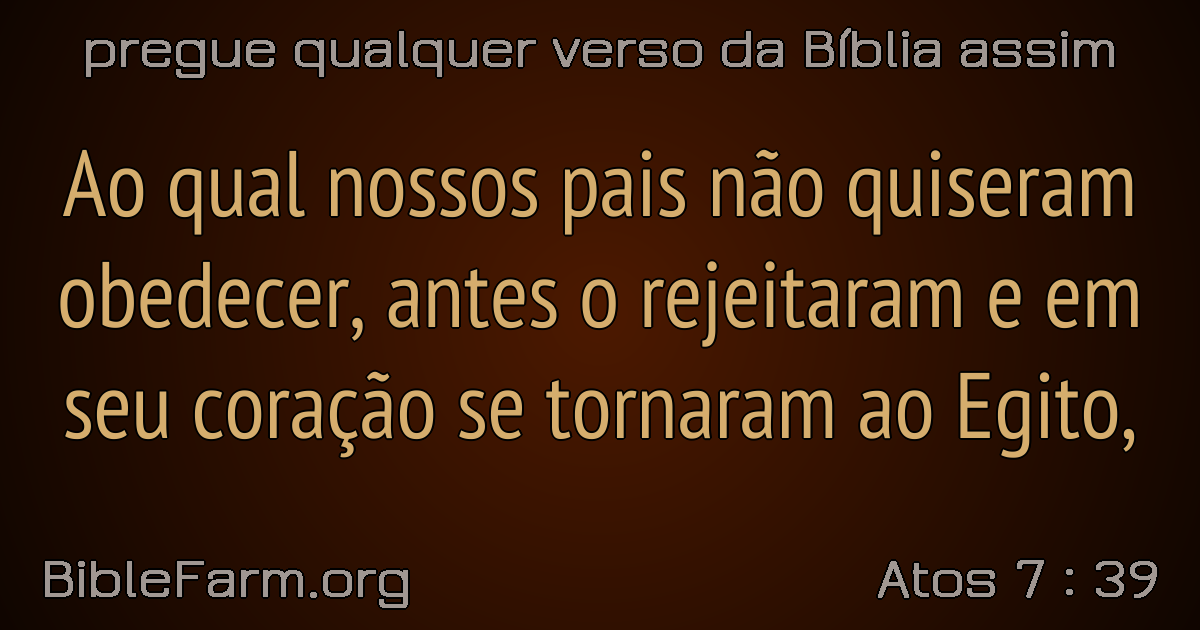 pregue qualquer verso da Bíblia assim
Ao qual nossos pais não quiseram
obedecer, antes o rejeitaram e em
seu coração se tornaram ao Egito,
BibleFarm.org
Atos 7 : 39